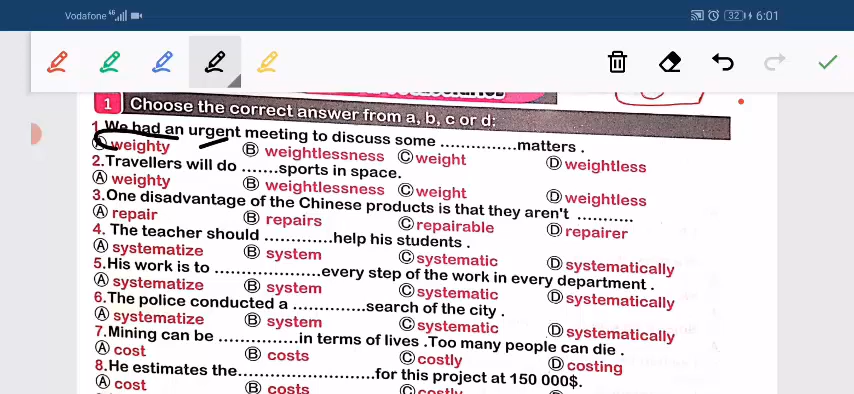 Vodafone 4G 32 6:01
1 Choose the correct answer from a, b, c or d:
1.We had an urgent meeting to discuss some ...............matters .
Ⓐ weighty Ⓑ weightlessness Ⓒ weight Ⓓ weightless
2.Travellers will do .......sports in space.
Ⓐ weighty Ⓑ weightlessness Ⓒ weight Ⓓ weightless
3.One disadvantage of the Chinese products is that they aren't ...........
Ⓐ repair Ⓑ repairs Ⓒ repairable Ⓓ repairer
4. The teacher should .............help his students .
Ⓐ systematize Ⓑ system Ⓒ systematic Ⓓ systematically
5.His work is to ....................every step of the work in every department .
Ⓐ systematize Ⓑ system Ⓒ systematic Ⓓ systematically
6.The police conducted a ..............search of the city .
Ⓐ systematize Ⓑ system Ⓒ systematic Ⓓ systematically
7.Mining can be ...............in terms of lives .Too many people can die .
Ⓐ cost Ⓑ costs Ⓒ costly Ⓓ costing
8.He estimates the..........................for this project at 150 000$.
Ⓐ cost Ⓑ costs Ⓒ costly